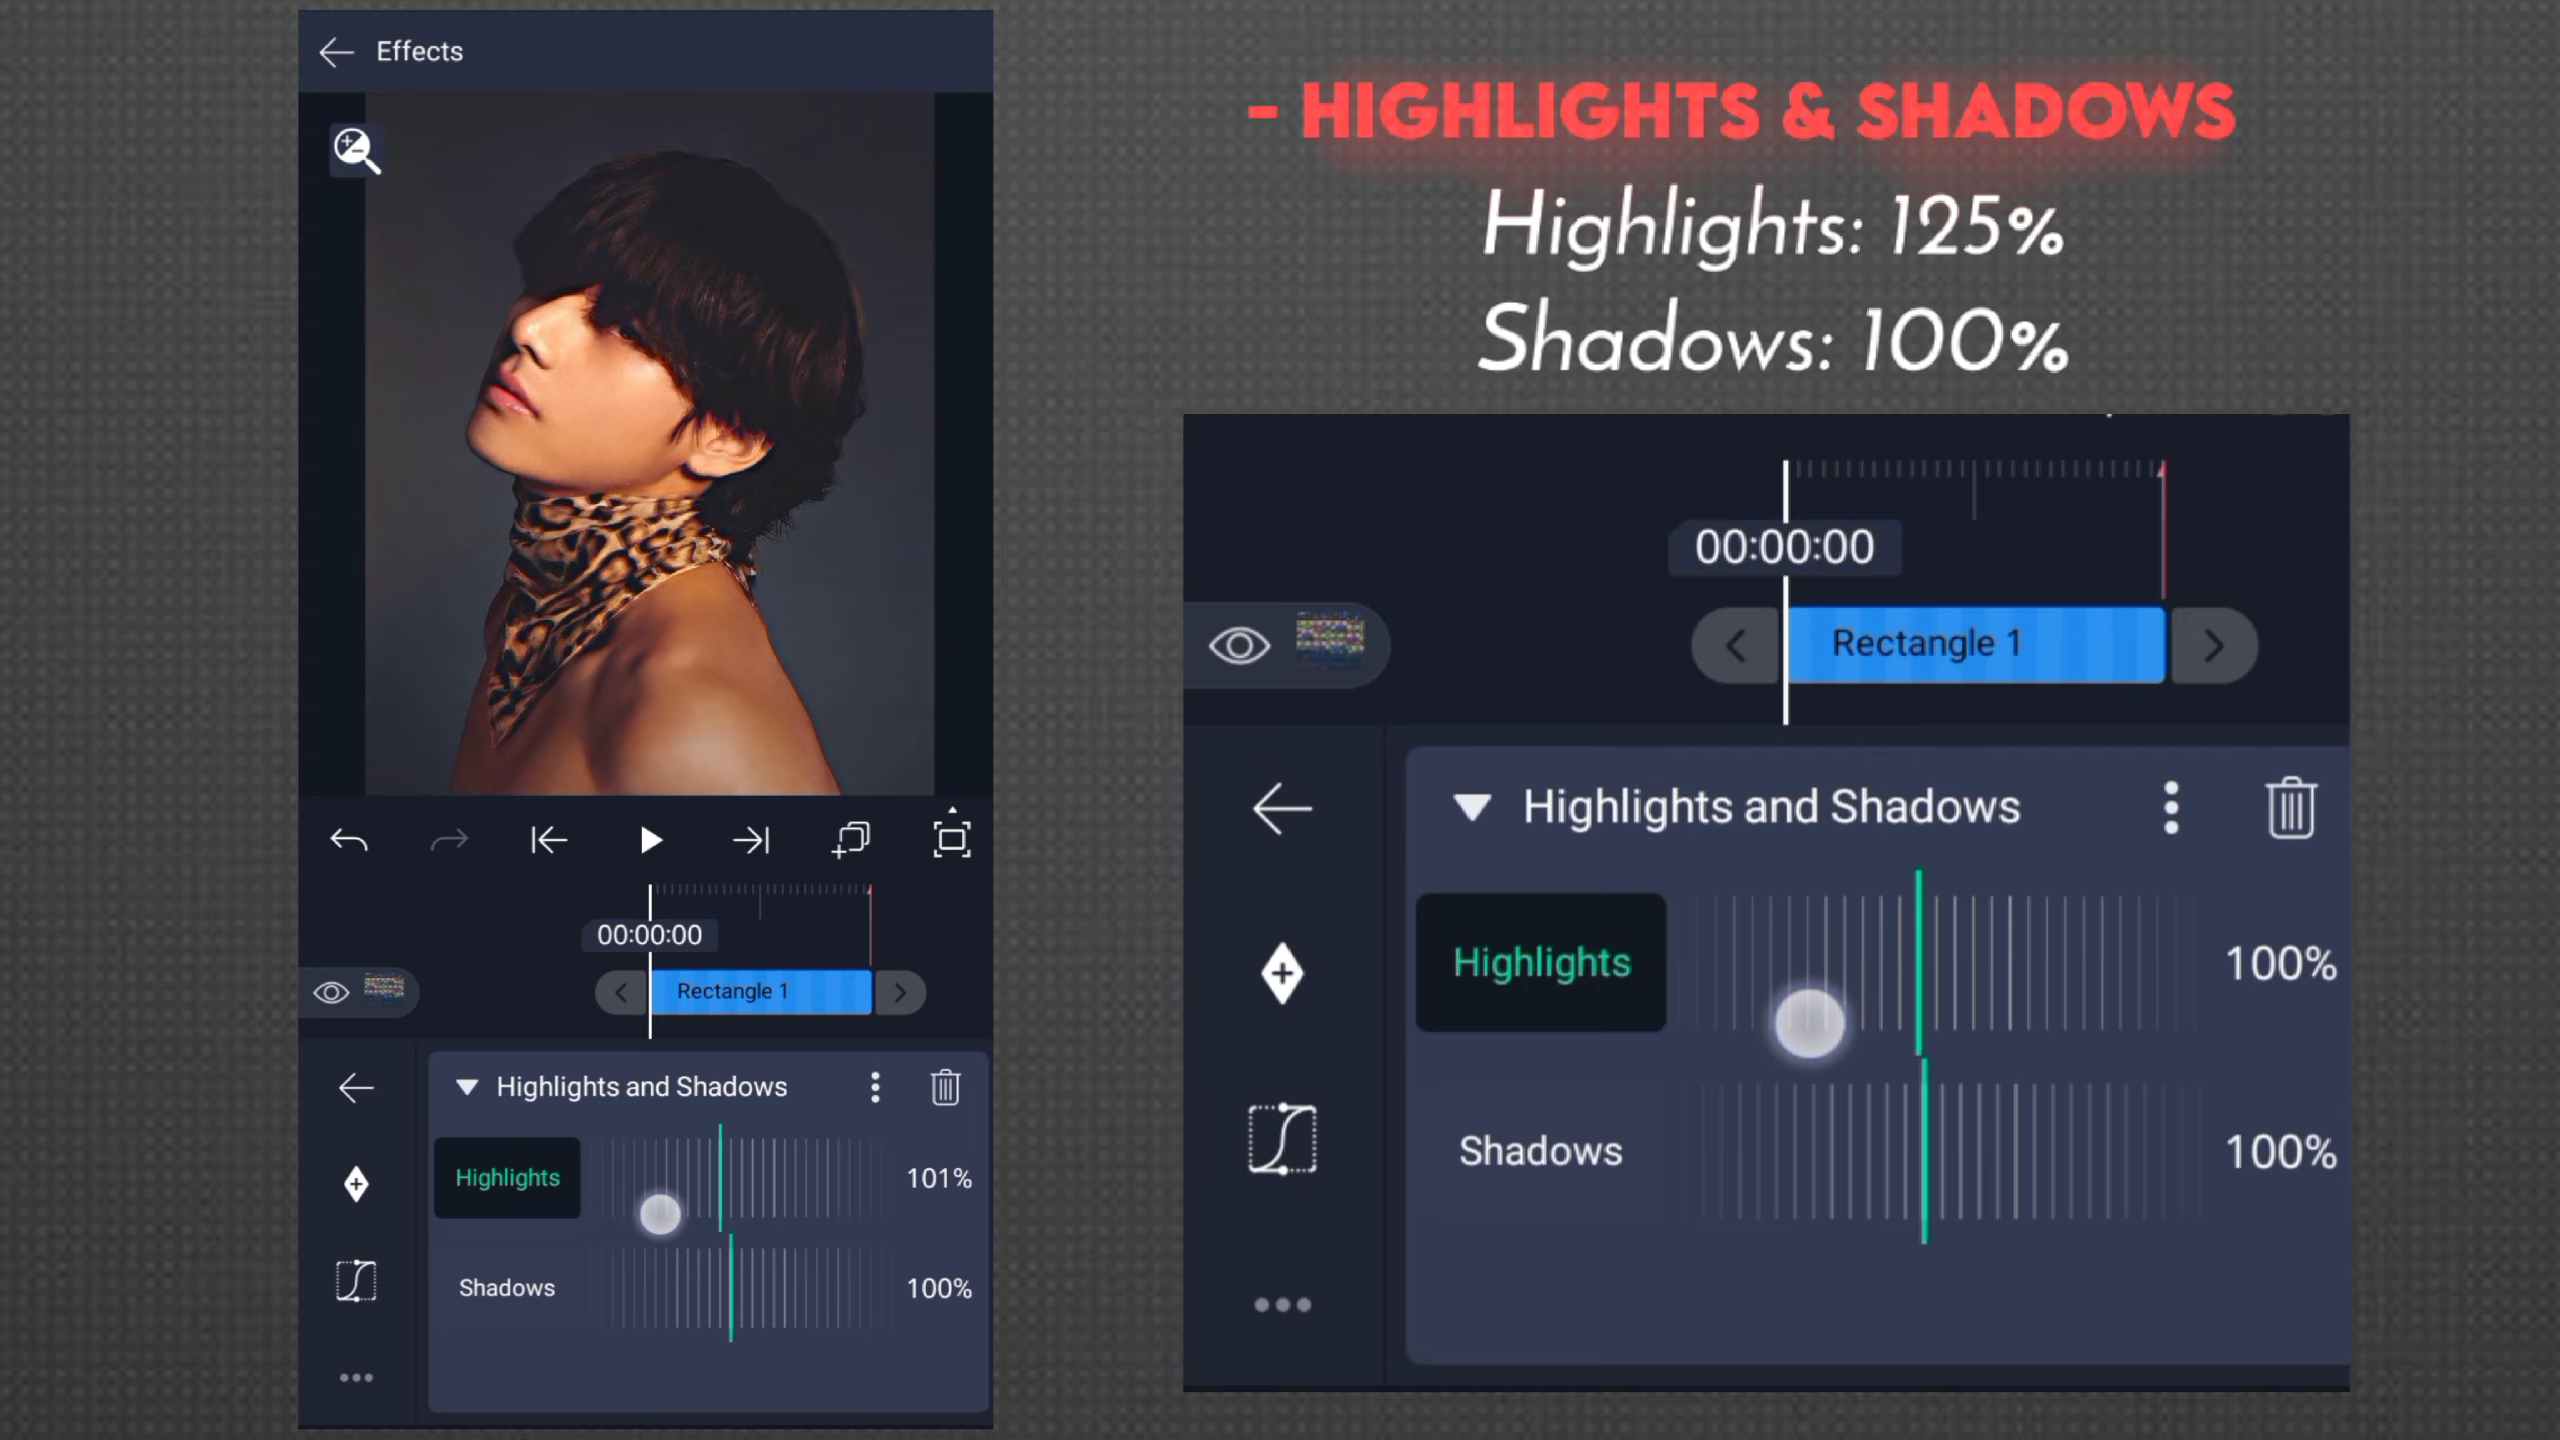 Effects
00:00:00
Rectangle 1
Highlights and Shadows
Highlights 101%
Shadows 100%
- HIGHLIGHTS & SHADOWS
Highlights: 125%
Shadows: 100%
00:00:00
Rectangle 1
Highlights and Shadows
Highlights 100%
Shadows 100%